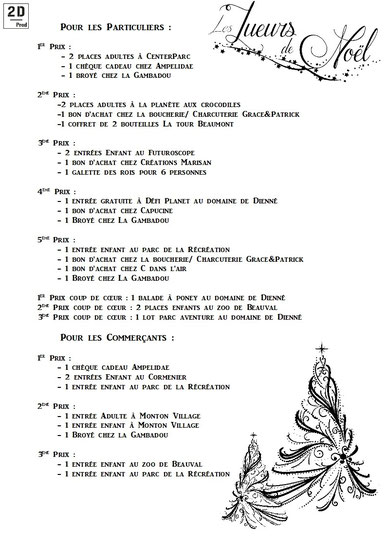 2D
Prod
Les Lueurs
de Noël...
Pour les Particuliers :
1er Prix :
- 2 places adultes à CenterParc
- 1 chèque cadeau chez Ampelidae
- 1 broyé chez la Gambadou
2ème Prix :
-2 places adultes à la planète aux crocodiles
-1 bon d'achat chez la boucherie/ Charcuterie Grace&Patrick
-1 coffret de 2 bouteilles La tour Beaumont
3ème Prix :
- 2 entrées Enfant au Futuroscope
- 1 bon d'achat chez Créations Marisan
- 1 galette des rois pour 6 personnes
4ème Prix :
- 1 entrée gratuite à Défi Planet au domaine de Dienné
- 1 bon d'achat chez Capucine
- 1 Broyé chez La Gambadou
5ème Prix :
- 1 entrée enfant au parc de la Récréation
- 1 bon d'achat chez la boucherie/ Charcuterie Grace&Patrick
- 1 bon d'achat chez C dans l'air
- 1 Broyé chez La Gambadou
1er Prix coup de cœur : 1 balade à poney au domaine de Dienné
2ème Prix coup de cœur : 2 places enfants au zoo de Beauval
3ème Prix coup de cœur : 1 lot parc aventure au domaine de Dienné
Pour les Commerçants :
1er Prix :
- 1 chèque cadeau Ampelidae
- 2 entrées Enfant au Cormenier
- 1 entrée enfant au parc de la Récréation
2ème Prix :
- 1 entrée Adulte à Monton Village
- 1 entrée enfant à Monton Village
- 1 Broyé chez La Gambadou
3ème Prix :
- 1 entrée enfant au zoo de Beauval
- 1 entrée enfant au parc de la Récréation